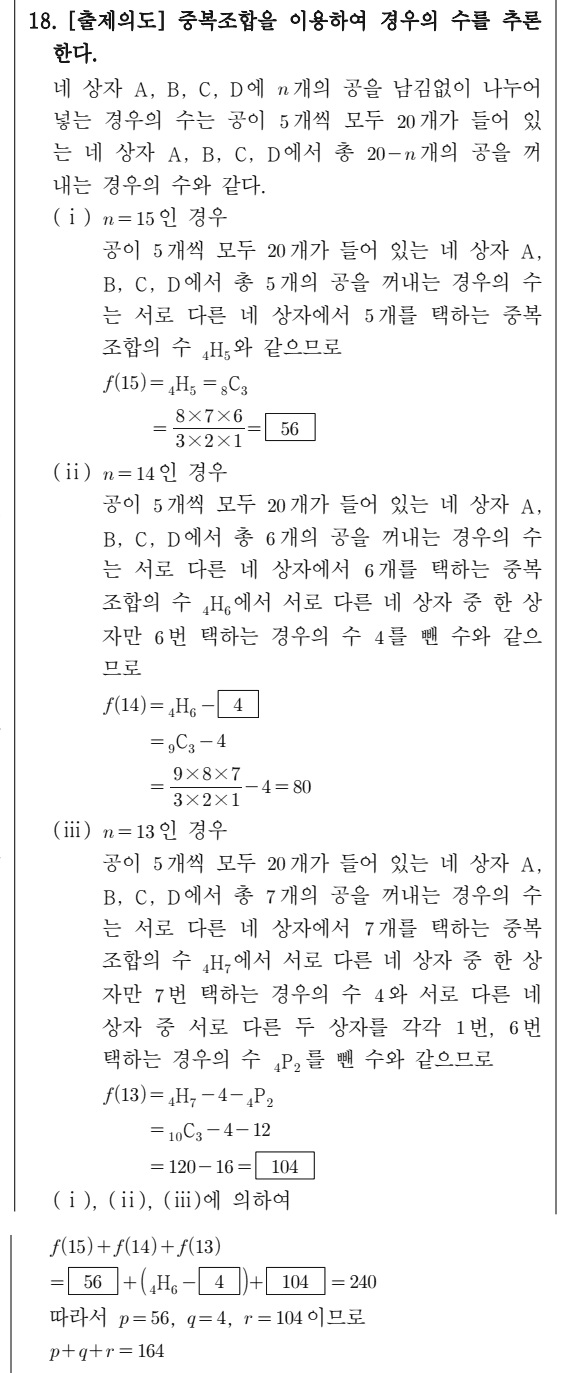 18. [출제의도] 중복조합을 이용하여 경우의 수를 추론
한다.
네 상자 A, B, C, D에 n개의 공을 남김없이 나누어
넣는 경우의 수는 공이 5개씩 모두 20개가 들어 있
는 네 상자 A, B, C, D에서 총 20-n개의 공을 꺼
내는 경우의 수와 같다.
(ⅰ) n=15인 경우
공이 5개씩 모두 20개가 들어 있는 네 상자 A,
B, C, D에서 총 5개의 공을 꺼내는 경우의 수
는 서로 다른 네 상자에서 5개를 택하는 중복
조합의 수 ₄H₅와 같으므로
f(15)=₄H₅=₈C₃
=(8×7×6)/(3×2×1)=56
(ⅱ) n=14인 경우
공이 5개씩 모두 20개가 들어 있는 네 상자 A,
B, C, D에서 총 6개의 공을 꺼내는 경우의 수
는 서로 다른 네 상자에서 6개를 택하는 중복
조합의 수 ₄H₆에서 서로 다른 네 상자 중 한 상
자만 6번 택하는 경우의 수 4를 뺀 수와 같으
므로
f(14)=₄H₆-4
=₉C₃-4
=(9×8×7)/(3×2×1)-4=80
(ⅲ) n=13인 경우
공이 5개씩 모두 20개가 들어 있는 네 상자 A,
B, C, D에서 총 7개의 공을 꺼내는 경우의 수
는 서로 다른 네 상자에서 7개를 택하는 중복
조합의 수 ₄H₇에서 서로 다른 네 상자 중 한 상
자만 7번 택하는 경우의 수 4와 서로 다른 네
상자 중 서로 다른 두 상자를 각각 1번, 6번
택하는 경우의 수 ₄P₂를 뺀 수와 같으므로
f(13)=₄H₇-4-₄P₂
=₁₀C₃-4-12
=120-16=104
(ⅰ), (ⅱ), (ⅲ)에 의하여
f(15)+f(14)+f(13)
=56+(₄H₆-4)+104=240
따라서 p=56, q=4, r=104이므로
p+q+r=164